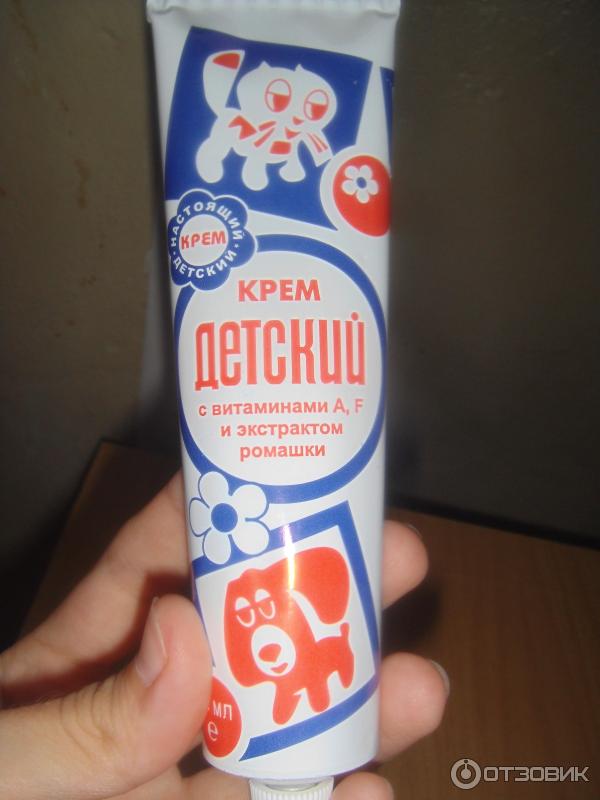 НАСТОЯЩИЙ
КРЕМ
ДЕТСКИЙ
КРЕМ
ДЕТСКИЙ
с витаминами А, F
и экстрактом
ромашки
мл
е
ОТЗОВИК